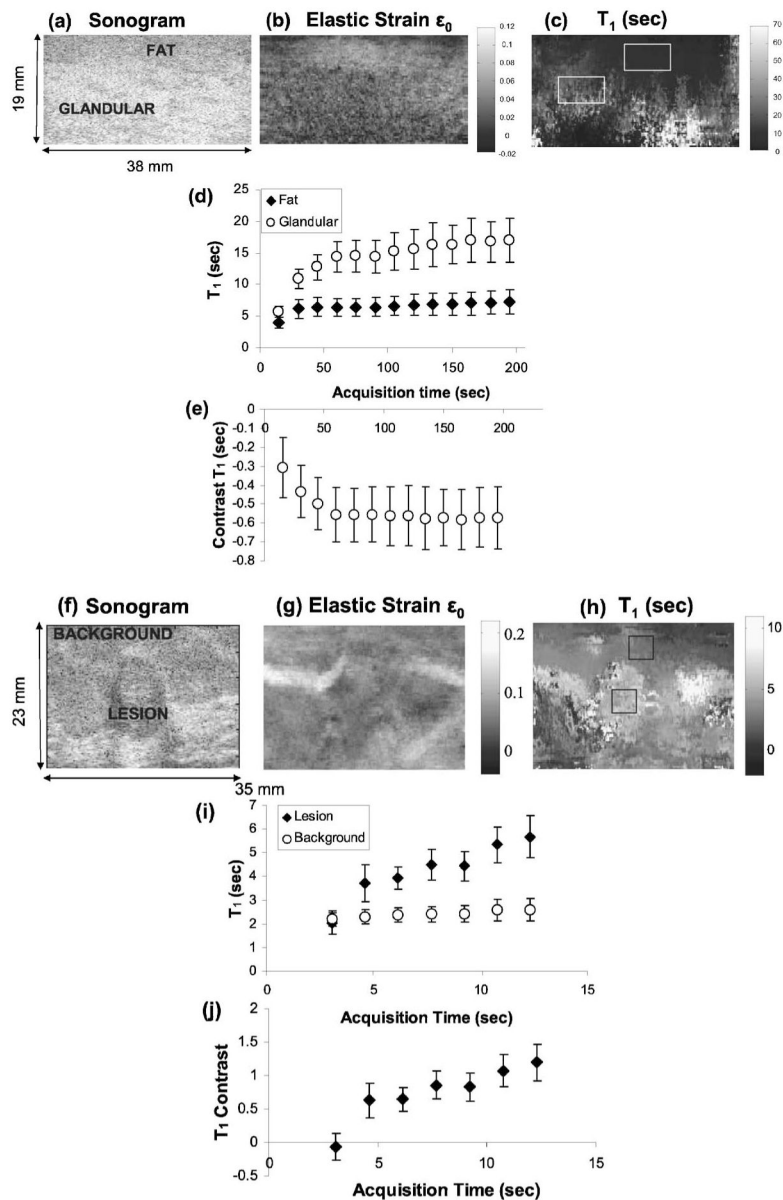 (a) Sonogram
FAT
GLANDULAR
19 mm
38 mm
(b) Elastic Strain ε₀
0.12
0.1
0.08
0.06
0.04
0.02
0
-0.02
(c) T₁ (sec)
70
60
50
40
30
20
10
0
(d)
Fat
Glandular
T₁ (sec)
25
20
15
10
5
0
0 50 100 150 200
Acquisition time (sec)
(e)
Contrast T₁ (sec)
0
-0.1 0 50 100 150 200
-0.2
-0.3
-0.4
-0.5
-0.6
-0.7
-0.8
(f) Sonogram
BACKGROUND
LESION
23 mm
35 mm
(g) Elastic Strain ε₀
0.2
0.1
0
(h) T₁ (sec)
10
8
6
4
2
0
(i)
Lesion
Background
T₁ (sec)
7
6
5
4
3
2
1
0
0 5 10 15
Acquisition Time (sec)
(j)
T₁ Contrast
2
1.5
1
0.5
0
-0.5
0 5 10 15
Acquisition Time (sec)